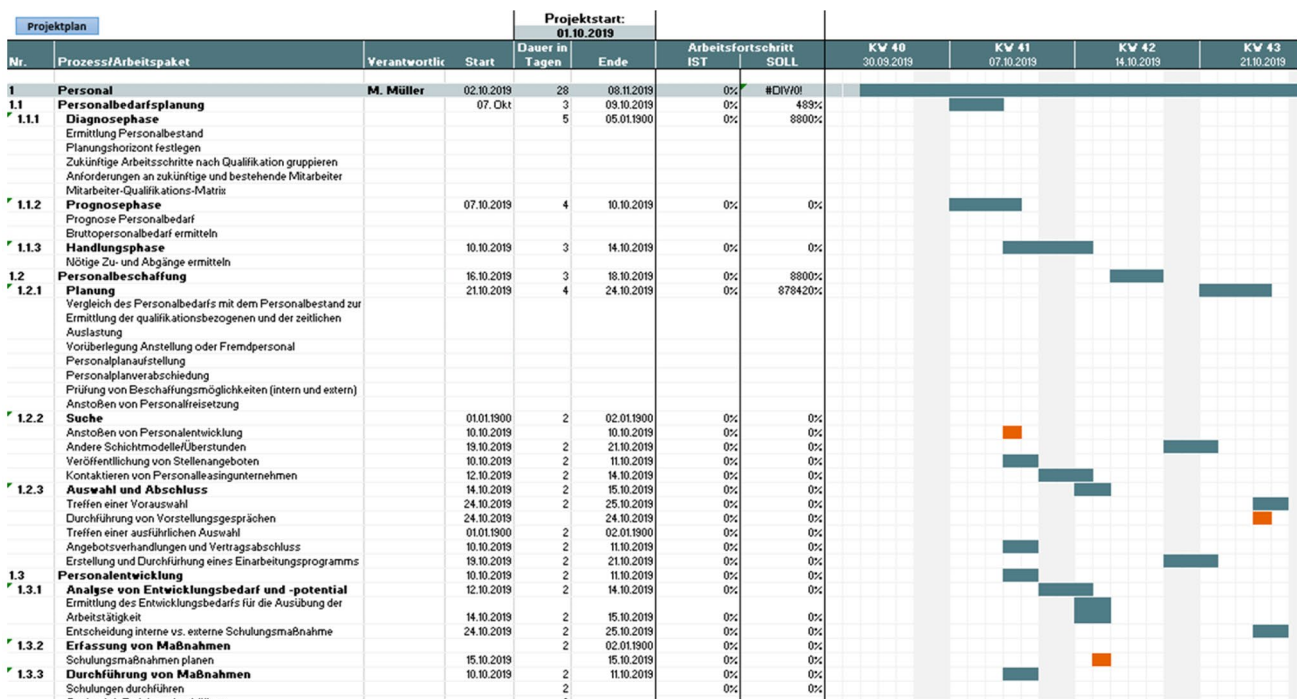 Projektplan
Projektstart:
01.10.2019
Nr. Prozess/Arbeitspaket Verantwortlic Start Dauer in Tagen Ende Arbeitsfortschritt IST SOLL KW 40 30.09.2019 KW 41 07.10.2019 KW 42 14.10.2019 KW 43 21.10.2019
1 Personal M. Müller 02.10.2019 28 08.11.2019 0% #DIV/0!
1.1 Personalbedarfsplanung 07. Okt 3 09.10.2019 0% 489%
1.1.1 Diagnosephase 5 05.01.1900 0% 8800%
Ermittlung Personalbestand
Planungshorizont festlegen
Zukünftige Arbeitsschritte nach Qualifikation gruppieren
Anforderungen an zukünftige und bestehende Mitarbeiter
Mitarbeiter-Qualifikations-Matrix
1.1.2 Prognosephase 07.10.2019 4 10.10.2019 0% 0%
Prognose Personalbedarf
Bruttopersonalbedarf ermitteln
1.1.3 Handlungsphase 10.10.2019 3 14.10.2019 0% 0%
Nötige Zu- und Abgänge ermitteln
1.2 Personalbeschaffung 16.10.2019 3 18.10.2019 0% 8800%
1.2.1 Planung 21.10.2019 4 24.10.2019 0% 878420%
Vergleich des Personalbedarfs mit dem Personalbestand zur
Ermittlung der qualifikationsbezogenen und der zeitlichen
Auslastung
Vorüberlegung Anstellung oder Fremdpersonal
Personalplanaufstellung
Personalplanverabschiedung
Prüfung von Beschaffungsmöglichkeiten (intern und extern)
Anstoßen von Personalfreisetzung
1.2.2 Suche 01.01.1900 2 02.01.1900 0% 0%
Anstoßen von Personalentwicklung 10.10.2019 10.10.2019 0% 0%
Andere Schichtmodelle/Überstunden 19.10.2019 2 21.10.2019 0% 0%
Veröffentllichung von Stellenangeboten 10.10.2019 2 11.10.2019 0% 0%
Kontaktieren von Personalleasingunternehmen 12.10.2019 2 14.10.2019 0% 0%
1.2.3 Auswahl und Abschluss 14.10.2019 2 15.10.2019 0% 0%
Treffen einer Vorauswahl 24.10.2019 2 25.10.2019 0% 0%
Durchführung von Vorstellungsgesprächen 24.10.2019 24.10.2019 0% 0%
Treffen einer ausführlichen Auswahl 01.01.1900 2 02.01.1900 0% 0%
Angebotsverhandlungen und Vertragsabschluss 10.10.2019 2 11.10.2019 0% 0%
Erstellung und Durchfürhung eines Einarbeitungsprogramms 19.10.2019 2 21.10.2019 0% 0%
1.3 Personalentwicklung 10.10.2019 2 11.10.2019 0% 0%
1.3.1 Analyse von Entwicklungsbedarf und -potential 12.10.2019 2 14.10.2019 0% 0%
Ermittlung des Entwicklungsbedarfs für die Ausübung der
Arbeitstätigkeit 14.10.2019 2 15.10.2019 0% 0%
Entscheidung interne vs. externe Schulungsmaßnahme 24.10.2019 2 25.10.2019 0% 0%
1.3.2 Erfassung von Maßnahmen 2 02.01.1900 0% 0%
Schulungsmaßnahmen planen 15.10.2019 15.10.2019 0% 0%
1.3.3 Durchführung von Maßnahmen 10.10.2019 2 11.10.2019 0% 0%
Schulungen durchführen 2 0% 0%